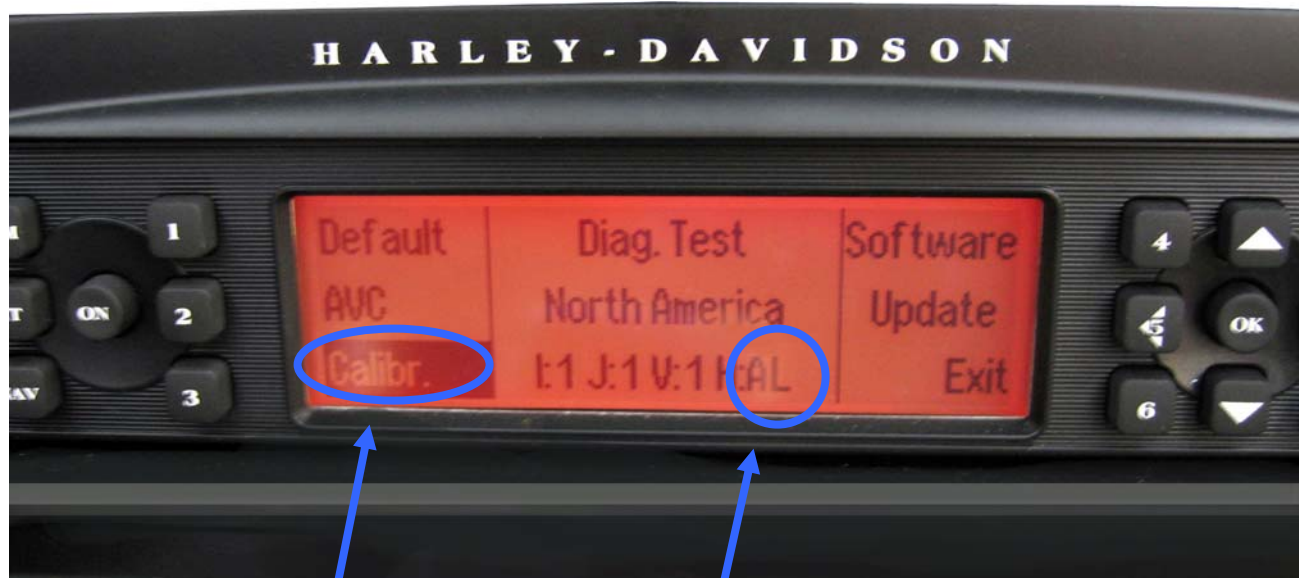 HARLEY-DAVIDSON
Default Diag. Test Software
AVC North America Update
Calibr. I:1 J:1 V:1 :AL Exit
1
ON
2
3
4
5
OK
6